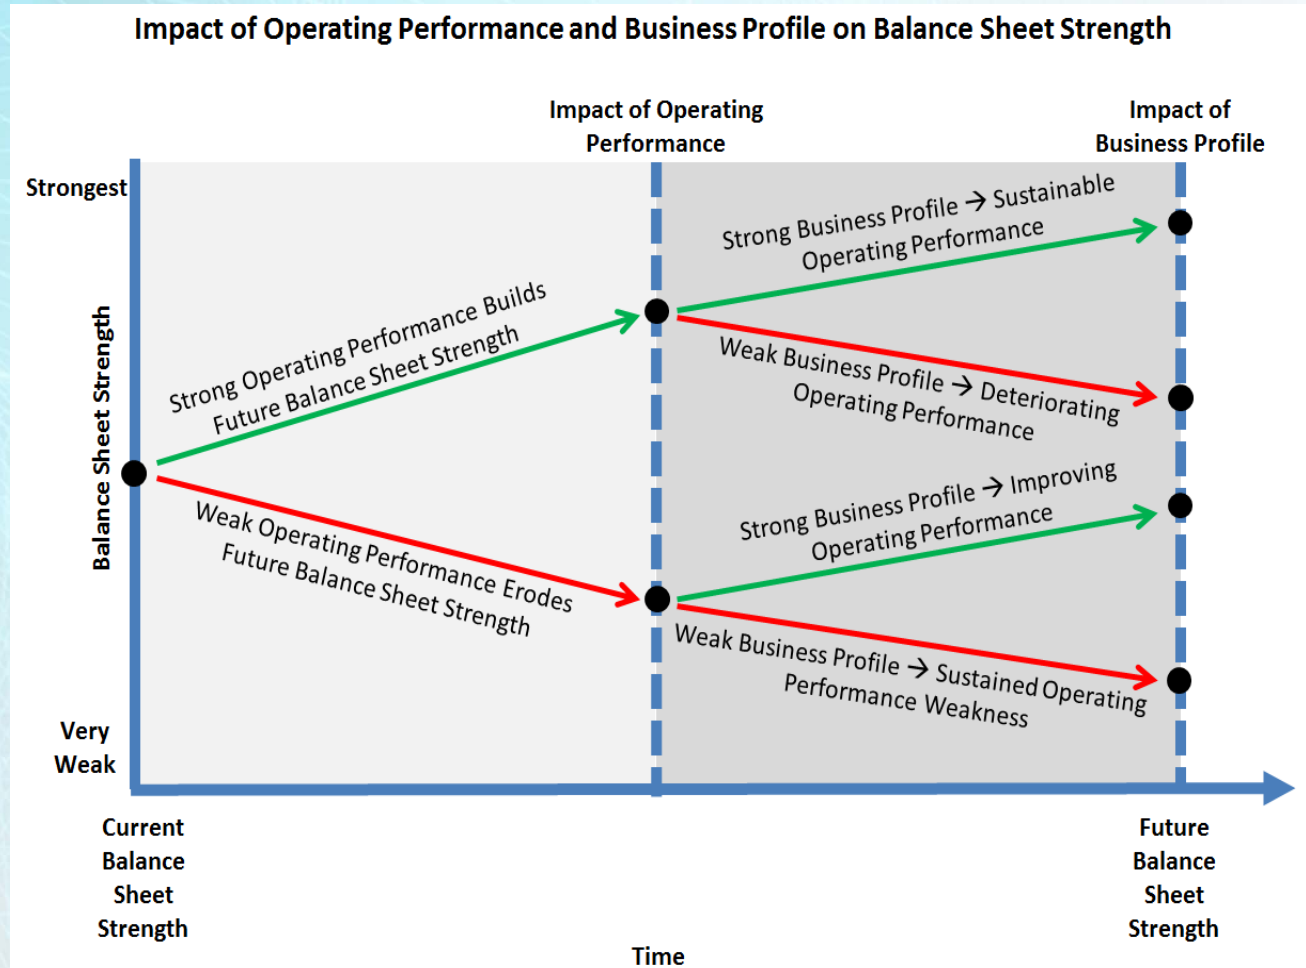 Impact of Operating Performance and Business Profile on Balance Sheet Strength
Impact of Operating
Performance
Impact of
Business Profile
Strongest
Balance Sheet Strength
Very
Weak
Strong Operating Performance Builds
Future Balance Sheet Strength
Weak Operating Performance Erodes
Future Balance Sheet Strength
Strong Business Profile → Sustainable
Operating Performance
Weak Business Profile → Deteriorating
Operating Performance
Strong Business Profile → Improving
Operating Performance
Weak Business Profile → Sustained Operating
Performance Weakness
Current
Balance
Sheet
Strength
Future
Balance
Sheet
Strength
Time